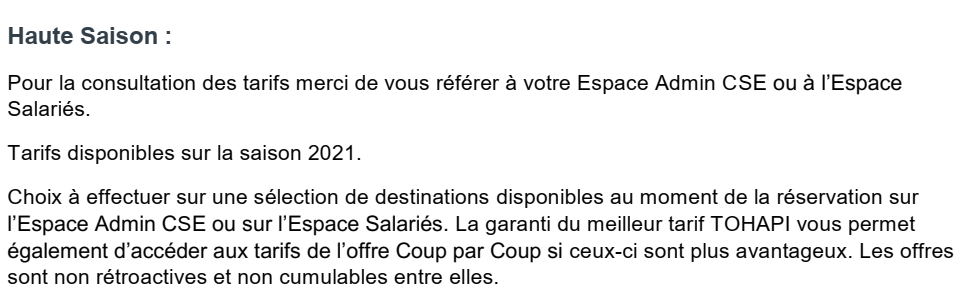 Haute Saison :
Pour la consultation des tarifs merci de vous référer à votre Espace Admin CSE ou à l’Espace
Salariés.
Tarifs disponibles sur la saison 2021.
Choix à effectuer sur une sélection de destinations disponibles au moment de la réservation sur
l’Espace Admin CSE ou sur l’Espace Salariés. La garanti du meilleur tarif TOHAPI vous permet
également d’accéder aux tarifs de l’offre Coup par Coup si ceux-ci sont plus avantageux. Les offres
sont non rétroactives et non cumulables entre elles.